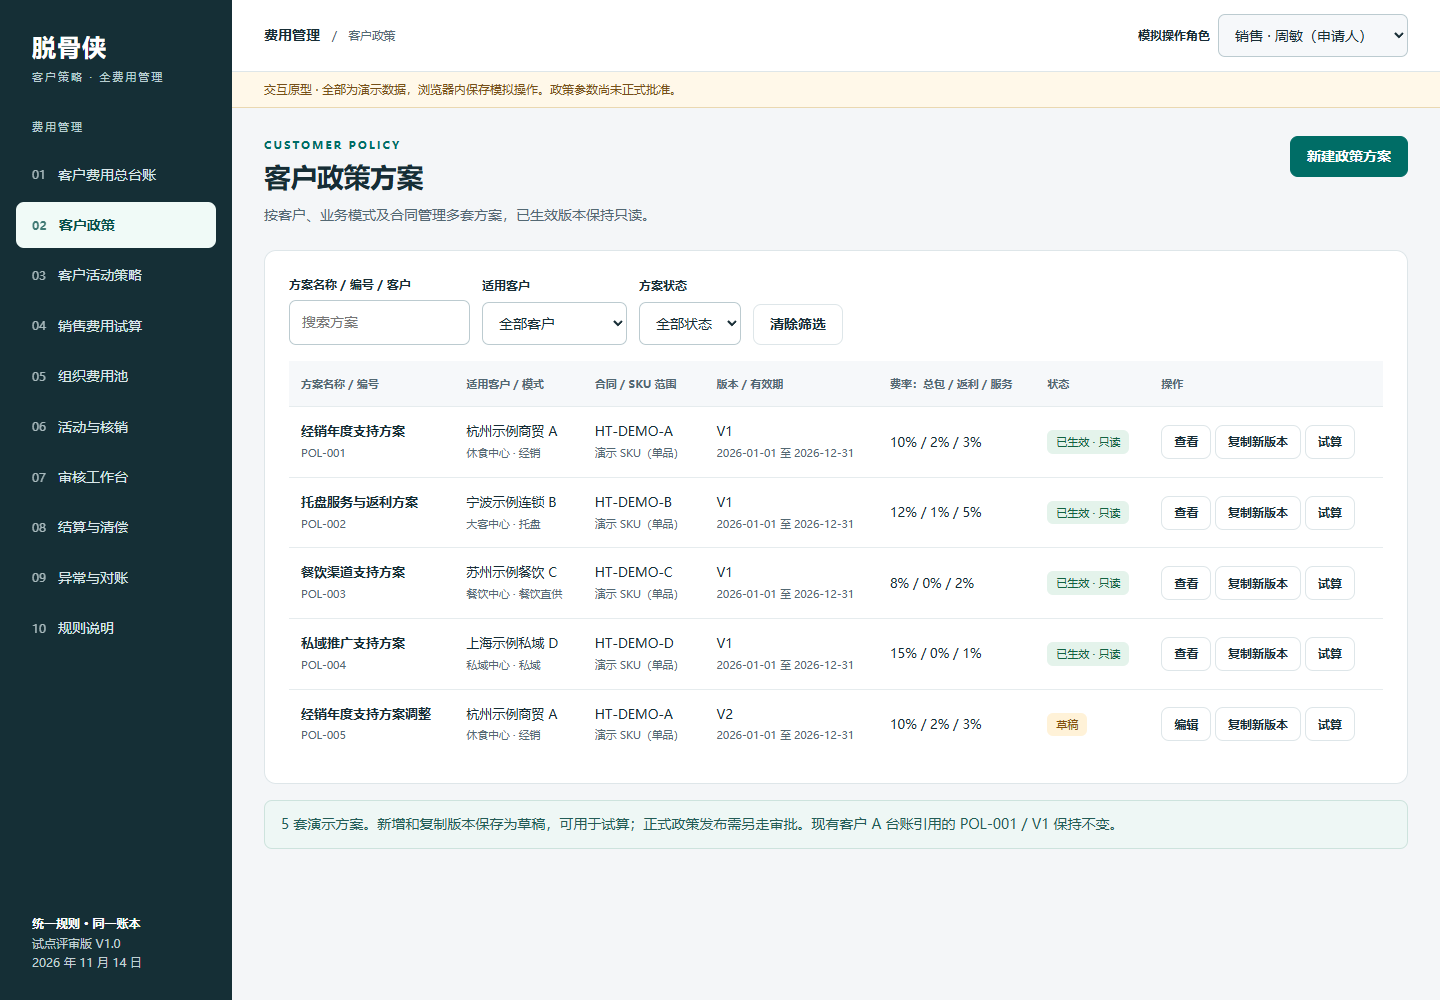 脱骨侠
客户策略 · 全费用管理
费用管理
01 客户费用总台账
02 客户政策
03 客户活动策略
04 销售费用试算
05 组织费用池
06 活动与核销
07 审核工作台
08 结算与清偿
09 异常与对账
10 规则说明
统一规则 · 同一账本
试点评审版 V1.0
2026 年 11 月 14 日
费用管理 / 客户政策
模拟操作角色 销售 · 周敏（申请人）
交互原型 · 全部为演示数据，浏览器内保存模拟操作。政策参数尚未正式批准。
CUSTOMER POLICY
客户政策方案
按客户、业务模式及合同管理多套方案，已生效版本保持只读。
新建政策方案
方案名称 / 编号 / 客户 适用客户 方案状态
搜索方案 全部客户 全部状态 清除筛选
方案名称 / 编号 适用客户 / 模式 合同 / SKU 范围 版本 / 有效期 费率：总包 / 返利 / 服务 状态 操作
经销年度支持方案 杭州示例商贸 A HT-DEMO-A V1 10% / 2% / 3% 已生效 · 只读 查看 复制新版本 试算
POL-001 休食中心 · 经销 演示 SKU（单品） 2026-01-01 至 2026-12-31
托盘服务与返利方案 宁波示例连锁 B HT-DEMO-B V1 12% / 1% / 5% 已生效 · 只读 查看 复制新版本 试算
POL-002 大客中心 · 托盘 演示 SKU（单品） 2026-01-01 至 2026-12-31
餐饮渠道支持方案 苏州示例餐饮 C HT-DEMO-C V1 8% / 0% / 2% 已生效 · 只读 查看 复制新版本 试算
POL-003 餐饮中心 · 餐饮直供 演示 SKU（单品） 2026-01-01 至 2026-12-31
私域推广支持方案 上海示例私域 D HT-DEMO-D V1 15% / 0% / 1% 已生效 · 只读 查看 复制新版本 试算
POL-004 私域中心 · 私域 演示 SKU（单品） 2026-01-01 至 2026-12-31
经销年度支持方案调整 杭州示例商贸 A HT-DEMO-A V2 10% / 2% / 3% 草稿 编辑 复制新版本 试算
POL-005 休食中心 · 经销 演示 SKU（单品） 2026-01-01 至 2026-12-31
5 套演示方案。新增和复制版本保存为草稿，可用于试算；正式政策发布需另走审批。现有客户 A 台账引用的 POL-001 / V1 保持不变。